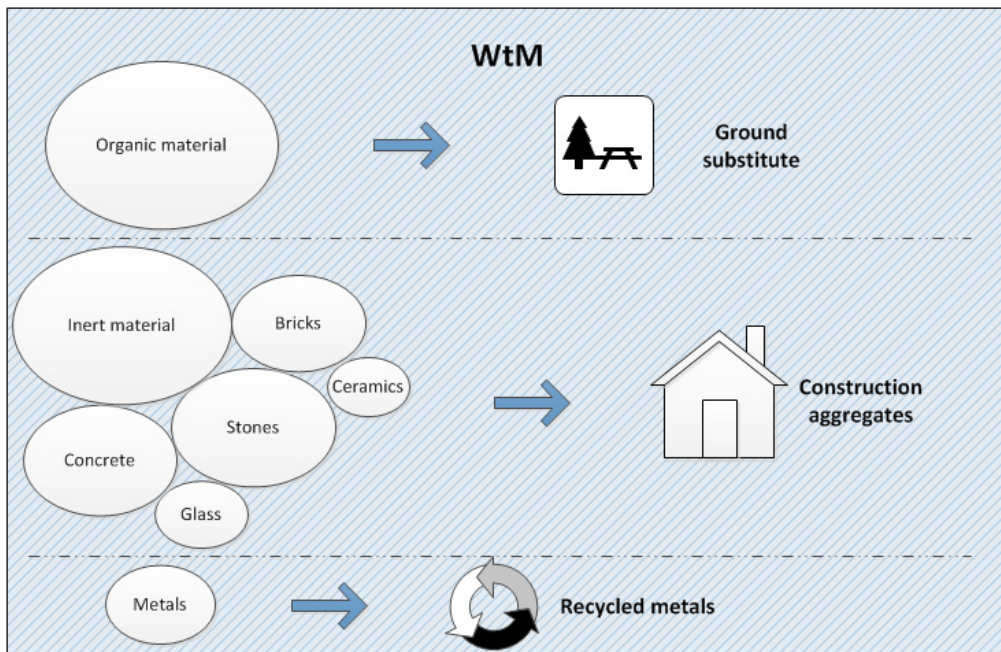 WtM
Organic material
Ground
substitute
Inert material
Bricks
Ceramics
Stones
Concrete
Glass
Construction
aggregates
Metals
Recycled metals